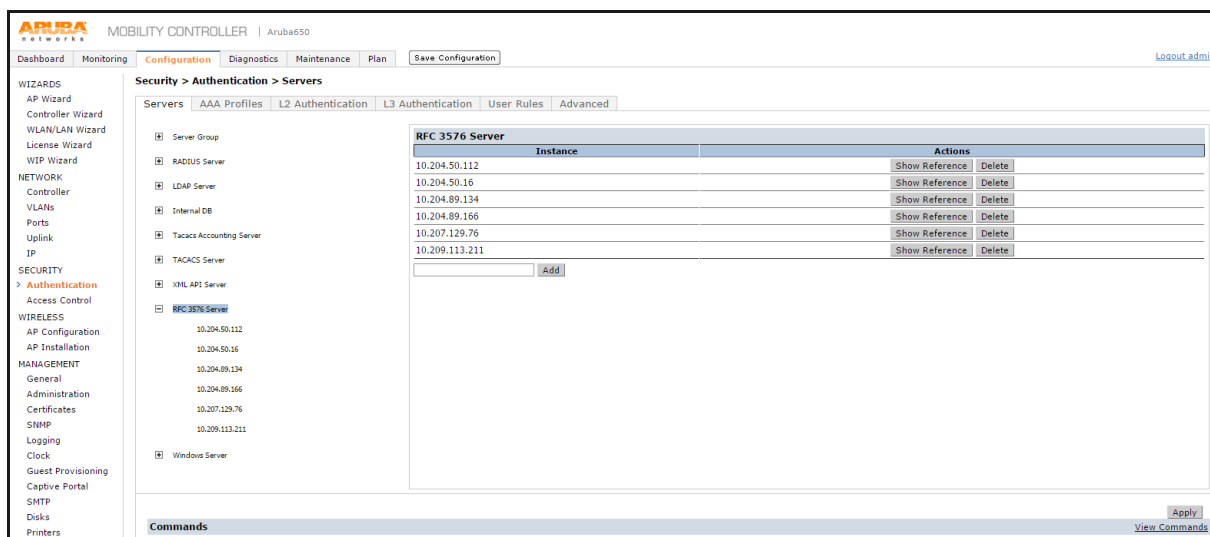 ARUBA networks MOBILITY CONTROLLER | Aruba650
Dashboard Monitoring Configuration Diagnostics Maintenance Plan Save Configuration Logout admi
WIZARDS
AP Wizard
Controller Wizard
WLAN/LAN Wizard
License Wizard
WIP Wizard
NETWORK
Controller
VLANs
Ports
Uplink
IP
SECURITY
> Authentication
Access Control
WIRELESS
AP Configuration
AP Installation
MANAGEMENT
General
Administration
Certificates
SNMP
Logging
Clock
Guest Provisioning
Captive Portal
SMTP
Disks
Printers
Security > Authentication > Servers
Servers AAA Profiles L2 Authentication L3 Authentication User Rules Advanced
Server Group
RADIUS Server
LDAP Server
Internal DB
Tacacs Accounting Server
TACACS Server
XML API Server
RFC 3576 Server
10.204.50.112
10.204.50.16
10.204.89.134
10.204.89.166
10.207.129.76
10.209.113.211
Windows Server
RFC 3576 Server
Instance Actions
10.204.50.112 Show Reference Delete
10.204.50.16 Show Reference Delete
10.204.89.134 Show Reference Delete
10.204.89.166 Show Reference Delete
10.207.129.76 Show Reference Delete
10.209.113.211 Show Reference Delete
Add
Apply
Commands View Commands